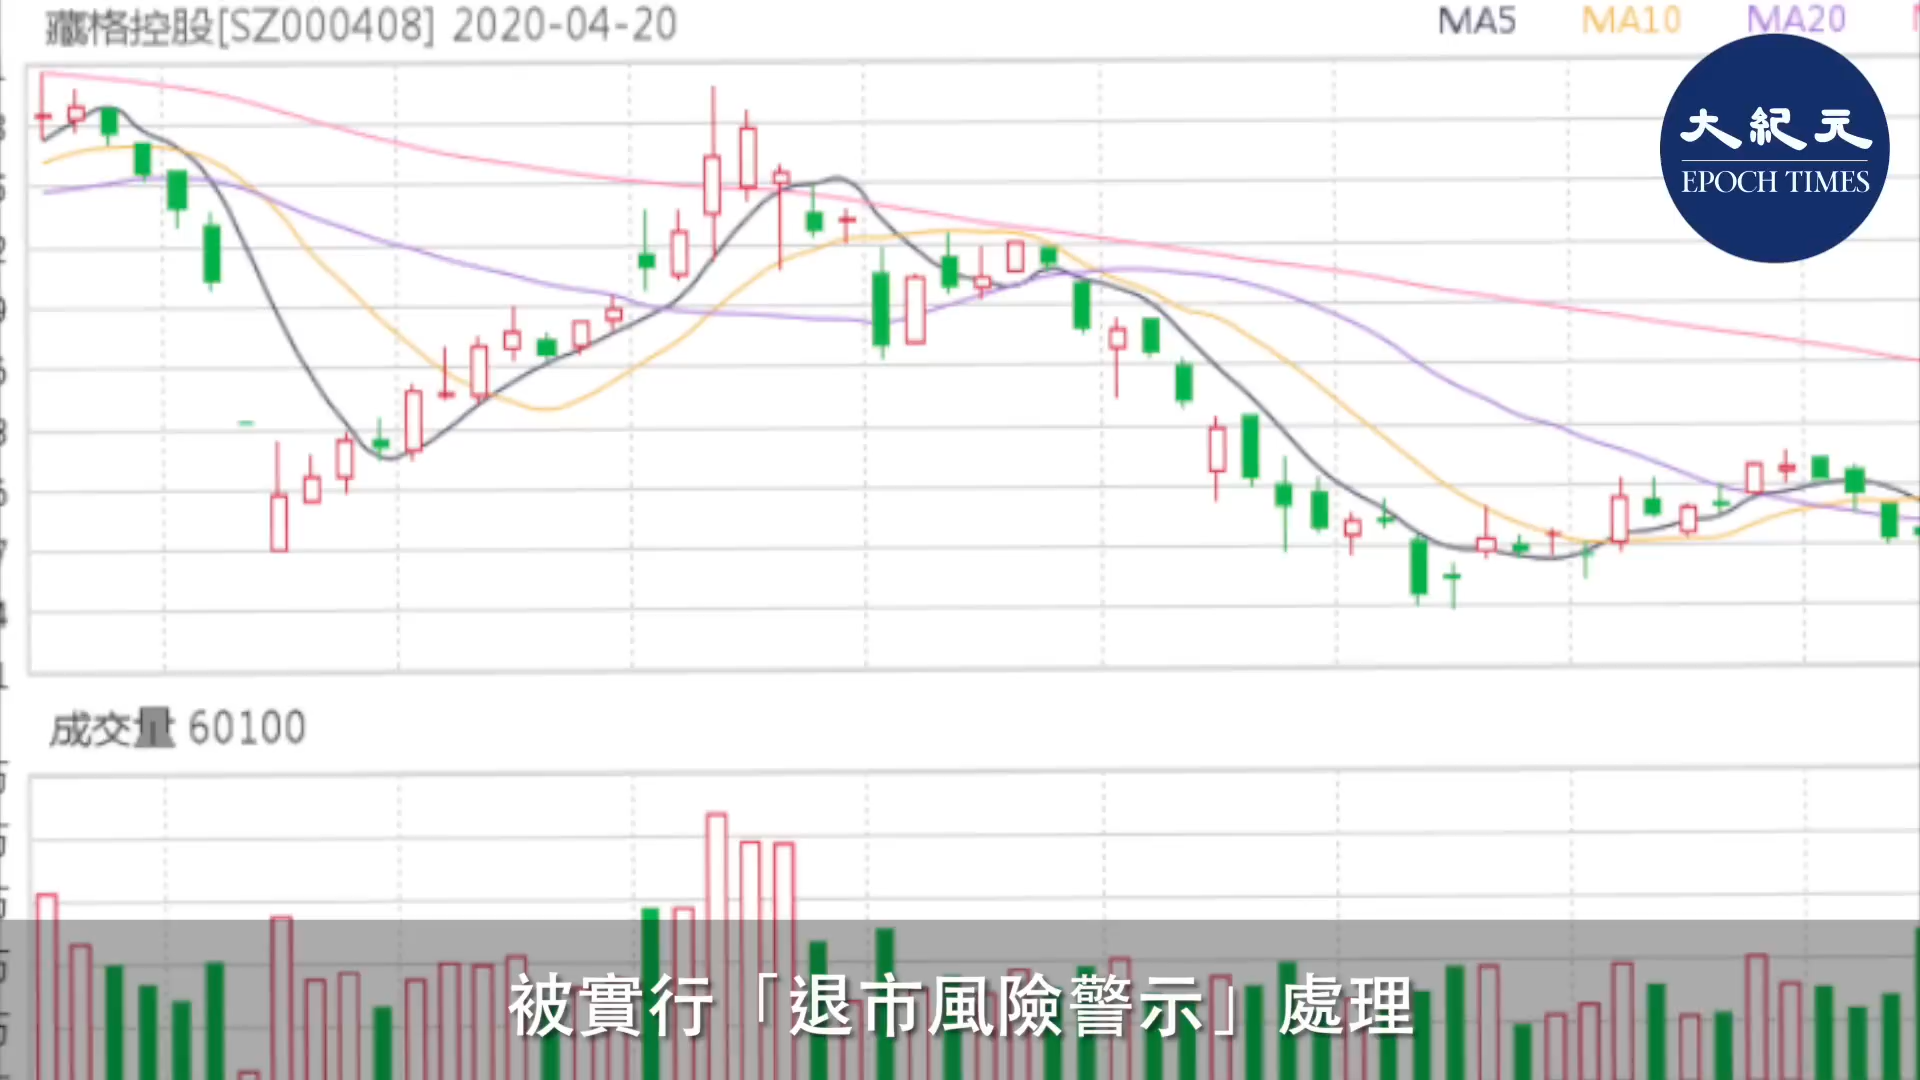 藏格控股[SZ000408] 2020-04-20
MA5 MA10 MA20
大紀元
EPOCH TIMES
成交量 60100
被實行「退市風險警示」處理